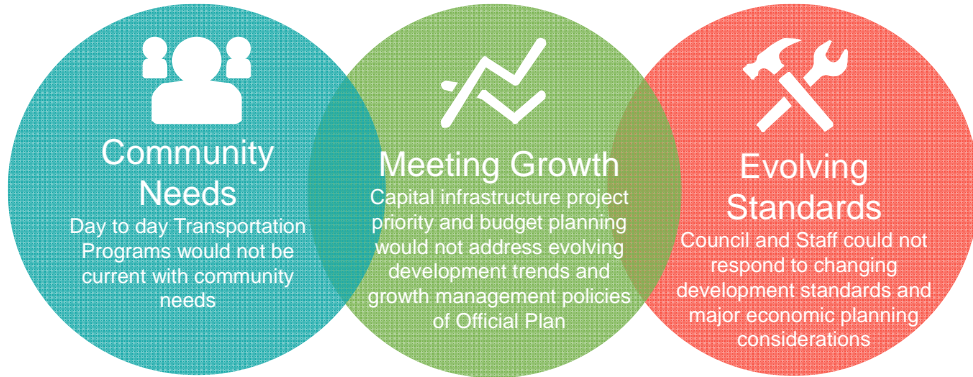 Community
Needs
Day to day Transportation
Programs would not be
current with community
needs
Meeting Growth
Capital infrastructure project
priority and budget planning
would not address evolving
development trends and
growth management policies
of Official Plan
Evolving
Standards
Council and Staff could not
respond to changing
development standards and
major economic planning
considerations